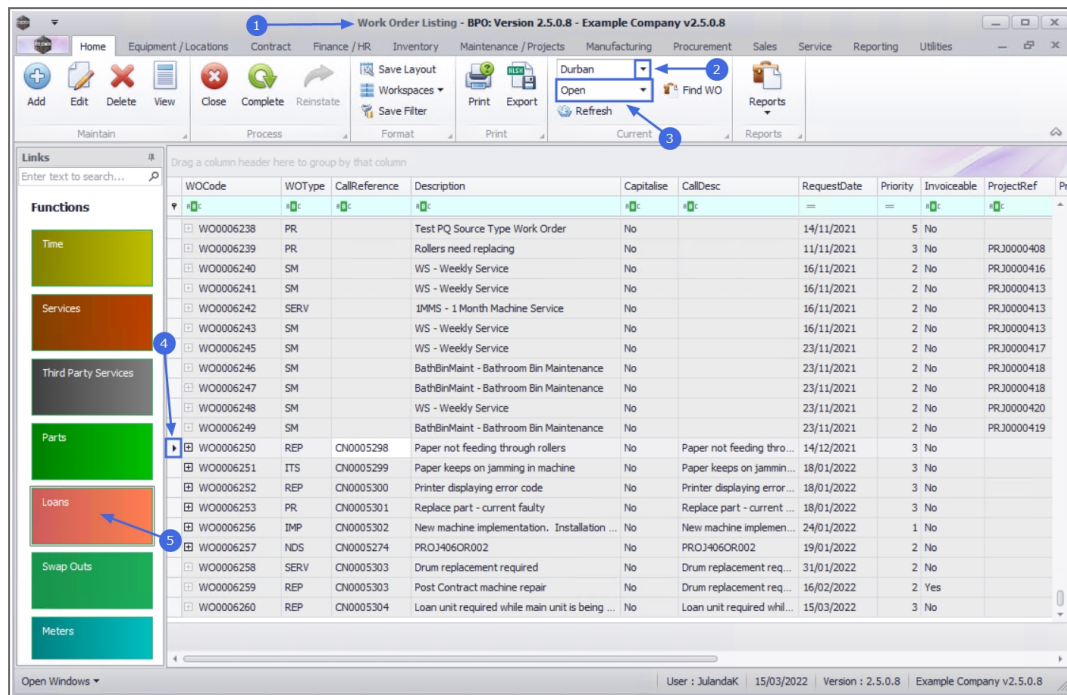 1
Work Order Listing - BPO: Version 2.5.0.8 - Example Company v2.5.0.8
Home Equipment / Locations Contract Finance / HR Inventory Maintenance / Projects Manufacturing Procurement Sales Service Reporting Utilities
Add Edit Delete View Close Complete Reinstate
Save Layout
Workspaces
Save Filter
Print Export
Durban 2
Open Find WO
Refresh
Reports
Maintain Process Format Print Current 3 Reports
Links
Enter text to search...
Functions
Time
Services
4
Third Party Services
Parts
Loans
5
Swap Outs
Meters
Drag a column header here to group by that column
WOCode WOType CallReference Description Capitalise CallDesc RequestDate Priority Invoiceable ProjectRef Pr
WO0006238 PR Test PQ Source Type Work Order No 14/11/2021 5 No
WO0006239 PR Rollers need replacing No 11/11/2021 3 No PRJ0000408
WO0006240 SM WS - Weekly Service No 16/11/2021 2 No PRJ0000416
WO0006241 SM WS - Weekly Service No 16/11/2021 2 No PRJ0000413
WO0006242 SERV 1MMS - 1 Month Machine Service No 16/11/2021 2 No PRJ0000413
WO0006243 SM WS - Weekly Service No 16/11/2021 2 No PRJ0000413
WO0006245 SM WS - Weekly Service No 23/11/2021 2 No PRJ0000417
WO0006246 SM BathBinMaint - Bathroom Bin Maintenance No 23/11/2021 2 No PRJ0000418
WO0006247 SM BathBinMaint - Bathroom Bin Maintenance No 23/11/2021 2 No PRJ0000418
WO0006248 SM WS - Weekly Service No 23/11/2021 2 No PRJ0000420
WO0006249 SM BathBinMaint - Bathroom Bin Maintenance No 23/11/2021 2 No PRJ0000419
WO0006250 REP CN0005298 Paper not feeding through rollers No Paper not feeding thro... 14/12/2021 3 No
WO0006251 ITS CN0005299 Paper keeps on jamming in machine No Paper keeps on jammin... 18/01/2022 3 No
WO0006252 REP CN0005300 Printer displaying error code No Printer displaying error... 18/01/2022 3 No
WO0006253 PR CN0005301 Replace part - current faulty No Replace part - current ... 18/01/2022 3 No
WO0006256 IMP CN0005302 New machine implementation. Installation ... No New machine implemen... 24/01/2022 1 No
WO0006257 NDS CN0005274 PROJ406OR002 No PROJ406OR002 19/01/2022 2 No
WO0006258 SERV CN0005303 Drum replacement required No Drum replacement req... 31/01/2022 2 No
WO0006259 REP CN0005303 Post Contract machine repair No Drum replacement req... 16/02/2022 2 Yes
WO0006260 REP CN0005304 Loan unit required while main unit is being ... No Loan unit required whil... 15/03/2022 3 No
Open Windows User : JulandaK 15/03/2022 Version : 2.5.0.8 Example Company v2.5.0.8